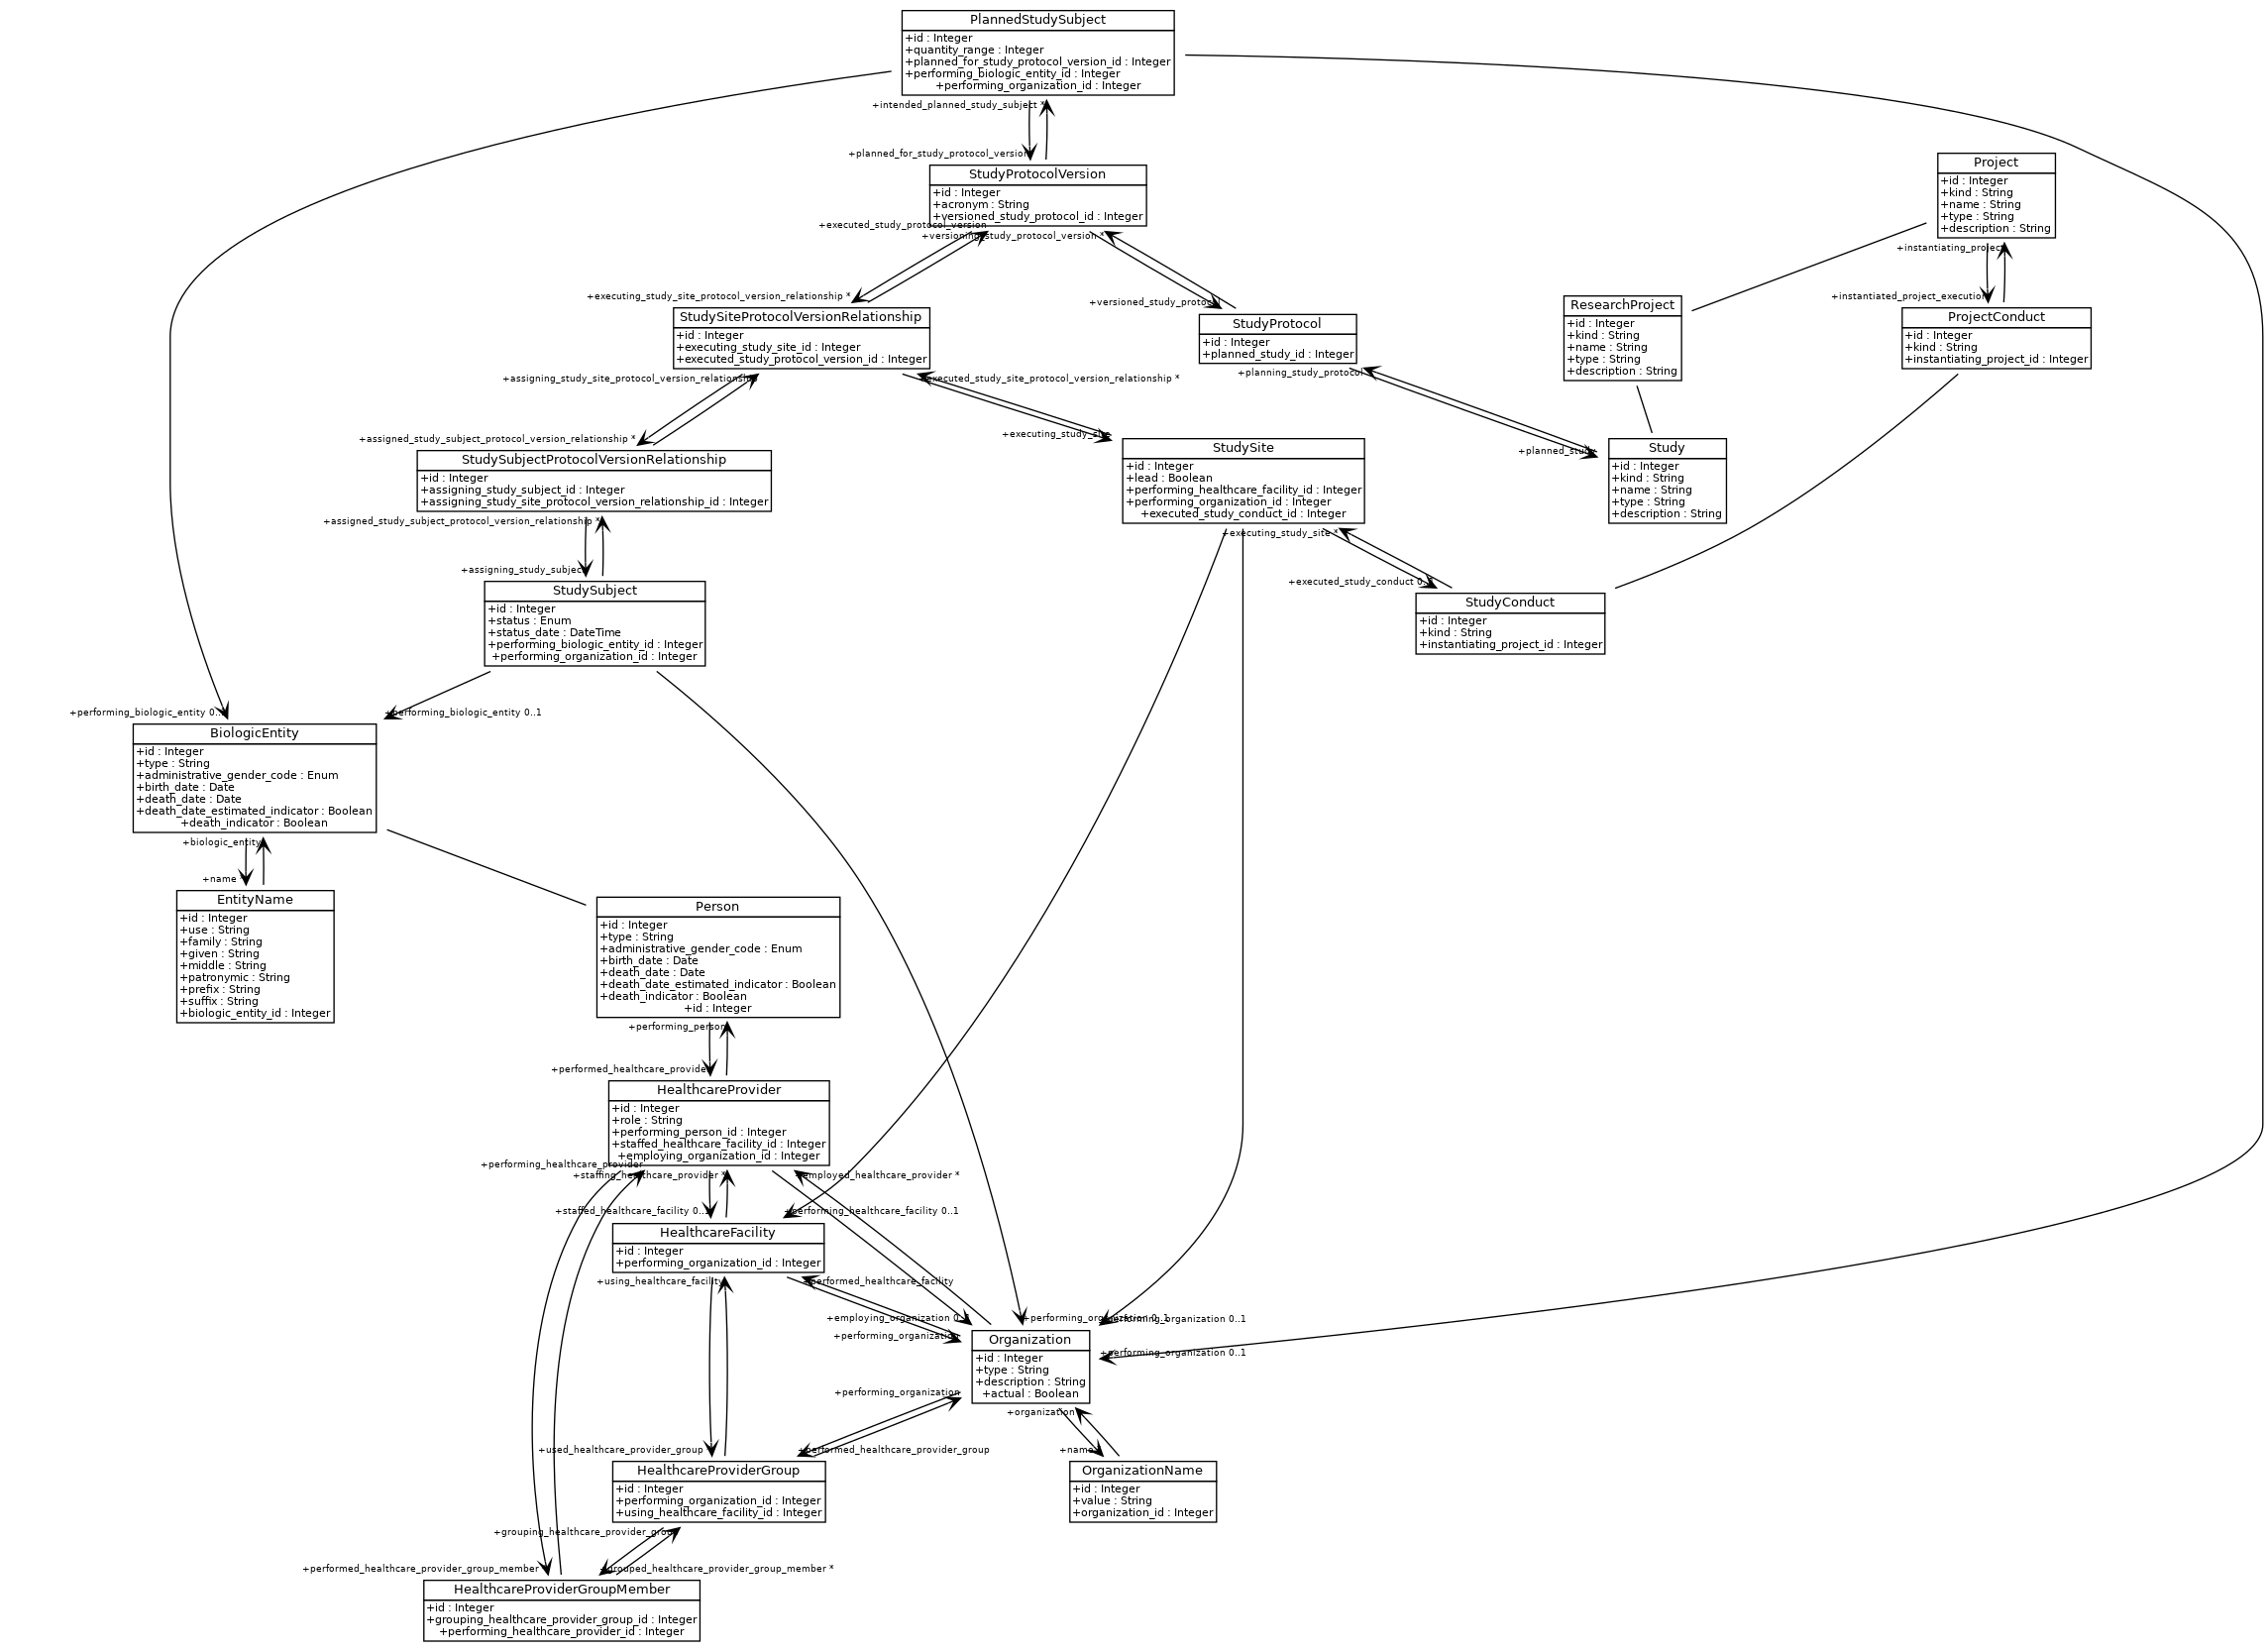 PlannedStudySubject
+id : Integer
+quantity_range : Integer
+planned_for_study_protocol_version_id : Integer
+performing_biologic_entity_id : Integer
+performing_organization_id : Integer
+intended_planned_study_subject *
+planned_for_study_protocol_version
StudyProtocolVersion
+id : Integer
+acronym : String
+versioned_study_protocol_id : Integer
+executed_study_protocol_version
+versioning_study_protocol_version *
Project
+id : Integer
+kind : String
+name : String
+type : String
+description : String
+instantiating_project
+instantiated_project_execution
+executing_study_site_protocol_version_relationship *
+versioned_study_protocol
StudySiteProtocolVersionRelationship
+id : Integer
+executing_study_site_id : Integer
+executed_study_protocol_version_id : Integer
StudyProtocol
+id : Integer
+planned_study_id : Integer
ResearchProject
+id : Integer
+kind : String
+name : String
+type : String
+description : String
ProjectConduct
+id : Integer
+kind : String
+instantiating_project_id : Integer
+assigning_study_site_protocol_version_relationship
+executed_study_site_protocol_version_relationship *
+planning_study_protocol
+assigned_study_subject_protocol_version_relationship *
+executing_study_site
+planned_study
StudySubjectProtocolVersionRelationship
+id : Integer
+assigning_study_subject_id : Integer
+assigning_study_site_protocol_version_relationship_id : Integer
StudySite
+id : Integer
+lead : Boolean
+performing_healthcare_facility_id : Integer
+performing_organization_id : Integer
+executed_study_conduct_id : Integer
Study
+id : Integer
+kind : String
+name : String
+type : String
+description : String
+assigned_study_subject_protocol_version_relationship *
+executing_study_site *
+assigning_study_subject
+executed_study_conduct 0..1
StudySubject
+id : Integer
+status : Enum
+status_date : DateTime
+performing_biologic_entity_id : Integer
+performing_organization_id : Integer
StudyConduct
+id : Integer
+kind : String
+instantiating_project_id : Integer
+performing_biologic_entity 0..1
+performing_biologic_entity 0..1
BiologicEntity
+id : Integer
+type : String
+administrative_gender_code : Enum
+birth_date : Date
+death_date : Date
+death_date_estimated_indicator : Boolean
+death_indicator : Boolean
+biologic_entity
+name *
EntityName
+id : Integer
+use : String
+family : String
+given : String
+middle : String
+patronymic : String
+prefix : String
+suffix : String
+biologic_entity_id : Integer
Person
+id : Integer
+type : String
+administrative_gender_code : Enum
+birth_date : Date
+death_date : Date
+death_date_estimated_indicator : Boolean
+death_indicator : Boolean
+id : Integer
+performing_person
+performed_healthcare_provider
HealthcareProvider
+id : Integer
+role : String
+performing_person_id : Integer
+staffed_healthcare_facility_id : Integer
+employing_organization_id : Integer
+performing_healthcare_provider
+staffing_healthcare_provider *
+employed_healthcare_provider *
+staffed_healthcare_facility 0..1
+performing_healthcare_facility 0..1
HealthcareFacility
+id : Integer
+performing_organization_id : Integer
+using_healthcare_facility
+performed_healthcare_facility
+employing_organization 0..1
+performing_organization 0..1
+performing_organization 0..1
+performing_organization
+performing_organization 0..1
Organization
+id : Integer
+type : String
+description : String
+actual : Boolean
+performing_organization
+organization
+used_healthcare_provider_group *
+performed_healthcare_provider_group
+name
HealthcareProviderGroup
+id : Integer
+performing_organization_id : Integer
+using_healthcare_facility_id : Integer
OrganizationName
+id : Integer
+value : String
+organization_id : Integer
+grouping_healthcare_provider_group
+performed_healthcare_provider_group_member *
+grouped_healthcare_provider_group_member *
HealthcareProviderGroupMember
+id : Integer
+grouping_healthcare_provider_group_id : Integer
+performing_healthcare_provider_id : Integer